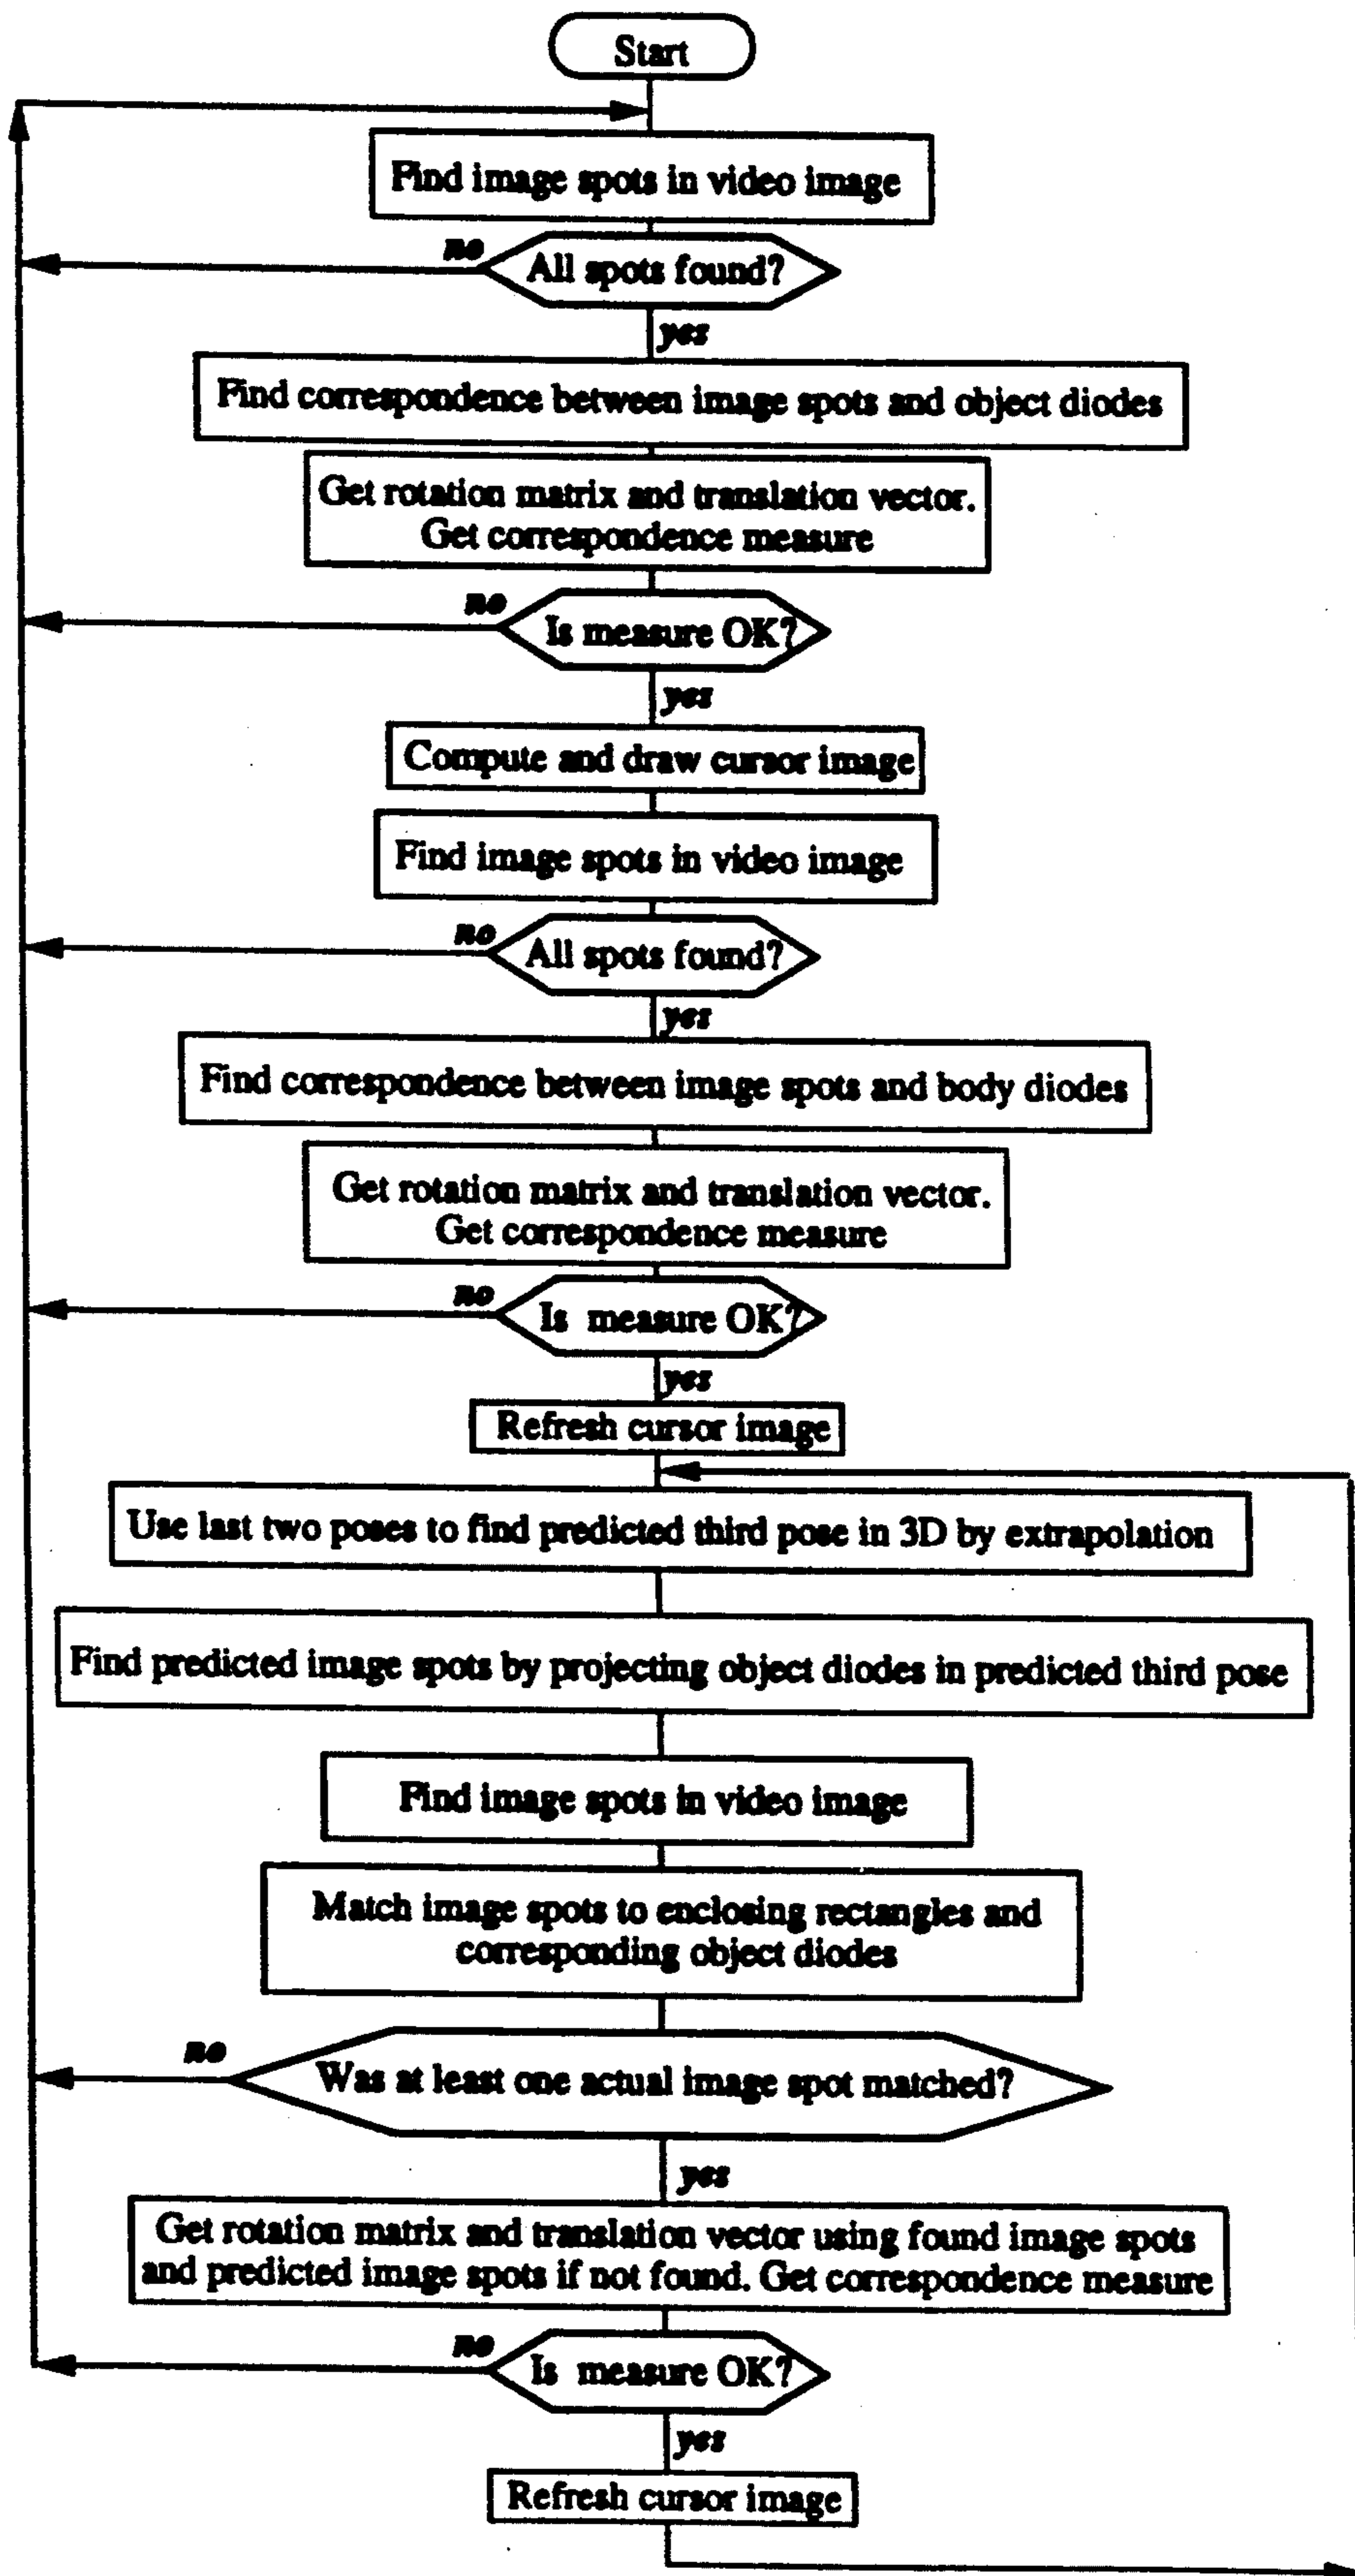 Start
Find image spots in video image
no
All spots found?
yes
Find correspondence between image spots and object diodes
Get rotation matrix and translation vector.
Get correspondence measure
no
Is measure OK?
yes
Compute and draw cursor image
Find image spots in video image
no
All spots found?
yes
Find correspondence between image spots and body diodes
Get rotation matrix and translation vector.
Get correspondence measure
no
Is measure OK?
yes
Refresh cursor image
Use last two poses to find predicted third pose in 3D by extrapolation
Find predicted image spots by projecting object diodes in predicted third pose
Find image spots in video image
Match image spots to enclosing rectangles and
corresponding object diodes
no
Was at least one actual image spot matched?
yes
Get rotation matrix and translation vector using found image spots
and predicted image spots if not found. Get correspondence measure
no
Is measure OK?
yes
Refresh cursor image